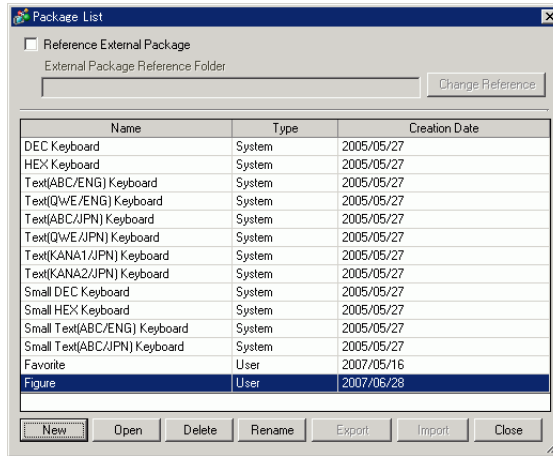 Package List
Reference External Package
External Package Reference Folder
Change Reference
Name Type Creation Date
DEC Keyboard System 2005/05/27
HEX Keyboard System 2005/05/27
Text(ABC/ENG) Keyboard System 2005/05/27
Text(QWE/ENG) Keyboard System 2005/05/27
Text(ABC/JPN) Keyboard System 2005/05/27
Text(QWE/JPN) Keyboard System 2005/05/27
Text(KANA1/JPN) Keyboard System 2005/05/27
Text(KANA2/JPN) Keyboard System 2005/05/27
Small DEC Keyboard System 2005/05/27
Small HEX Keyboard System 2005/05/27
Small Text(ABC/ENG) Keyboard System 2005/05/27
Small Text(ABC/JPN) Keyboard System 2005/05/27
Favorite User 2007/05/16
Figure User 2007/06/28
New Open Delete Rename Export Import Close